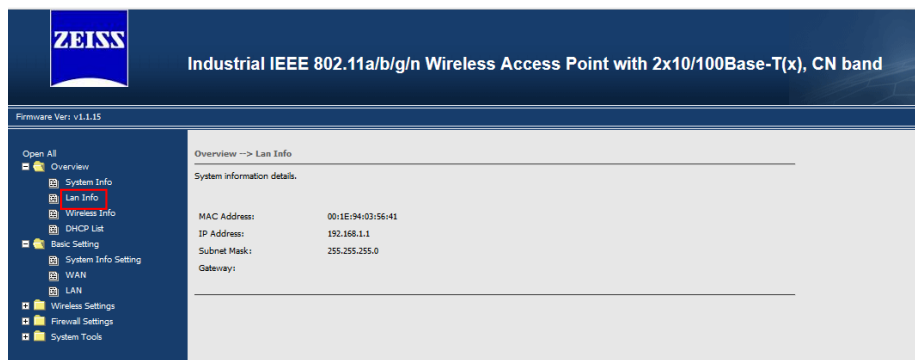 ZEISS
Industrial IEEE 802.11a/b/g/n Wireless Access Point with 2x10/100Base-T(x), CN band
Firmware Ver: v1.1.15
Open All
Overview
System Info
Lan Info
Wireless Info
DHCP List
Basic Setting
System Info Setting
WAN
LAN
Wireless Settings
Firewall Settings
System Tools
Overview --> Lan Info
System information details.
MAC Address: 00:1E:94:03:56:41
IP Address: 192.168.1.1
Subnet Mask: 255.255.255.0
Gateway: